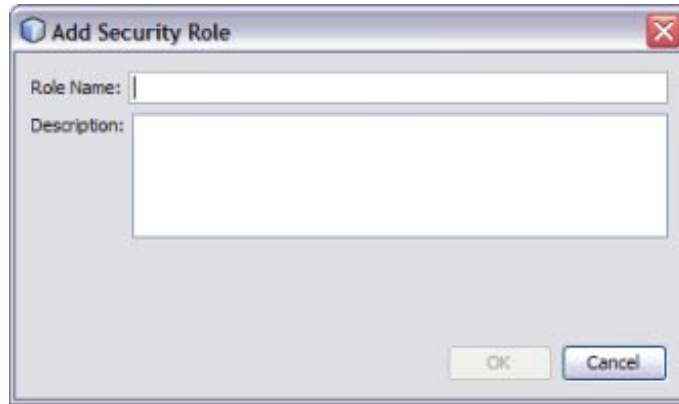 Add Security Role
Role Name:
Description:
OK
Cancel